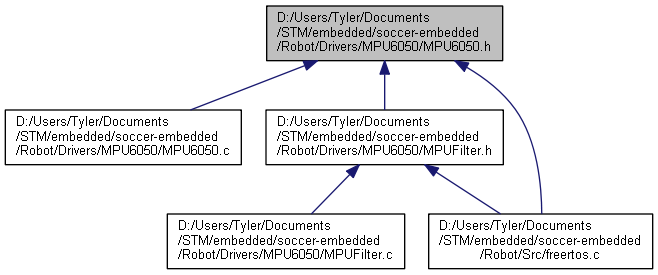 D:/Users/Tyler/Documents
/STM/embedded/soccer-embedded
/Robot/Drivers/MPU6050/MPU6050.h
D:/Users/Tyler/Documents
/STM/embedded/soccer-embedded
/Robot/Drivers/MPU6050/MPU6050.c
D:/Users/Tyler/Documents
/STM/embedded/soccer-embedded
/Robot/Drivers/MPU6050/MPUFilter.h
D:/Users/Tyler/Documents
/STM/embedded/soccer-embedded
/Robot/Drivers/MPU6050/MPUFilter.c
D:/Users/Tyler/Documents
/STM/embedded/soccer-embedded
/Robot/Src/freertos.c